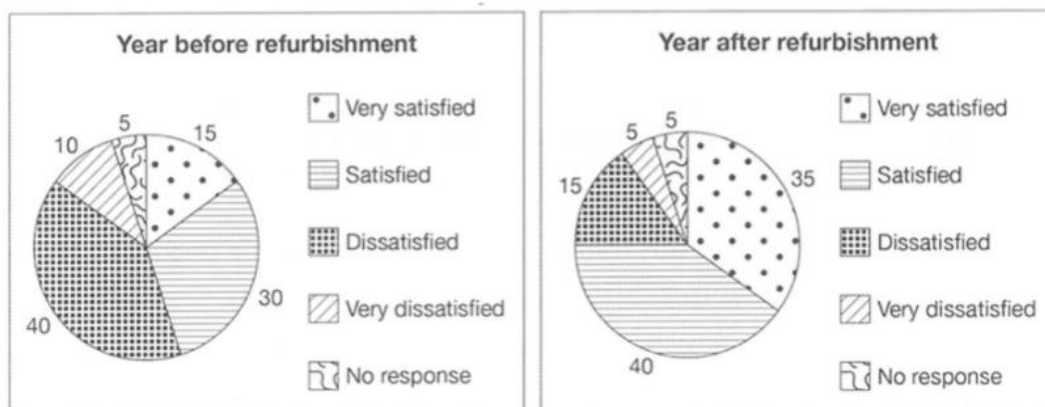 Year before refurbishment
5
10
15
30
40
Very satisfied
Satisfied
Dissatisfied
Very dissatisfied
No response
Year after refurbishment
5
5
15
35
40
Very satisfied
Satisfied
Dissatisfied
Very dissatisfied
No response